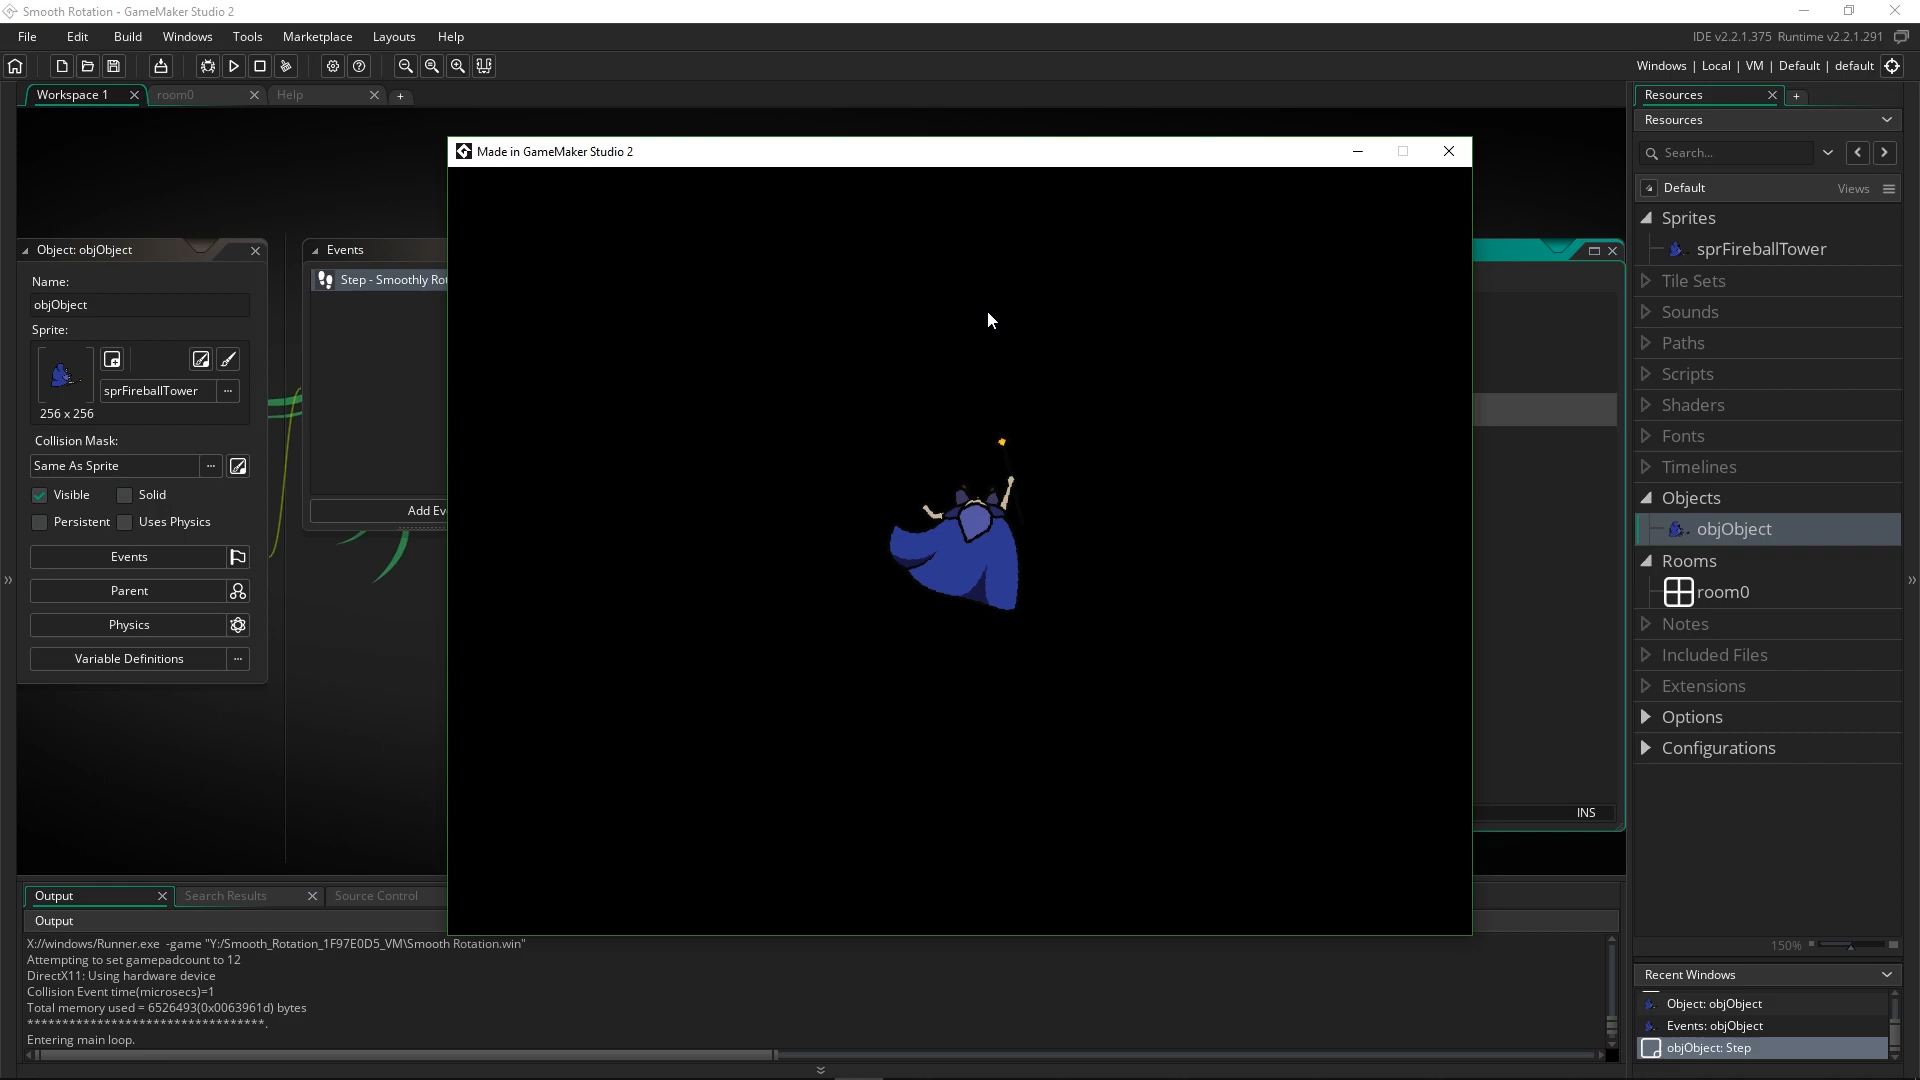 Smooth Rotation - GameMaker Studio 2
File Edit Build Windows Tools Marketplace Layouts Help
IDE v2.2.1.375 Runtime v2.2.1.291
Windows | Local | VM | Default | default
Workspace 1
room0
Help
Made in GameMaker Studio 2
Object: objObject
Name:
objObject
Sprite:
sprFireballTower
256 x 256
Collision Mask:
Same As Sprite
Visible Solid
Persistent Uses Physics
Events
Parent
Physics
Variable Definitions
Events
Step - Smoothly Rot
Add Ev
INS
Output
Search Results
Source Control
Output
X://windows/Runner.exe -game "Y:/Smooth_Rotation_1F97E0D5_VM\Smooth Rotation.win"
Attempting to set gamepadcount to 12
DirectX11: Using hardware device
Collision Event time(microsecs)=1
Total memory used = 6526493(0x0063961d) bytes
**********************************.
Entering main loop.
Resources
Resources
Search...
Default
Views
Sprites
sprFireballTower
Tile Sets
Sounds
Paths
Scripts
Shaders
Fonts
Timelines
Objects
objObject
Rooms
room0
Notes
Included Files
Extensions
Options
Configurations
150%
Recent Windows
Object: objObject
Events: objObject
objObject: Step